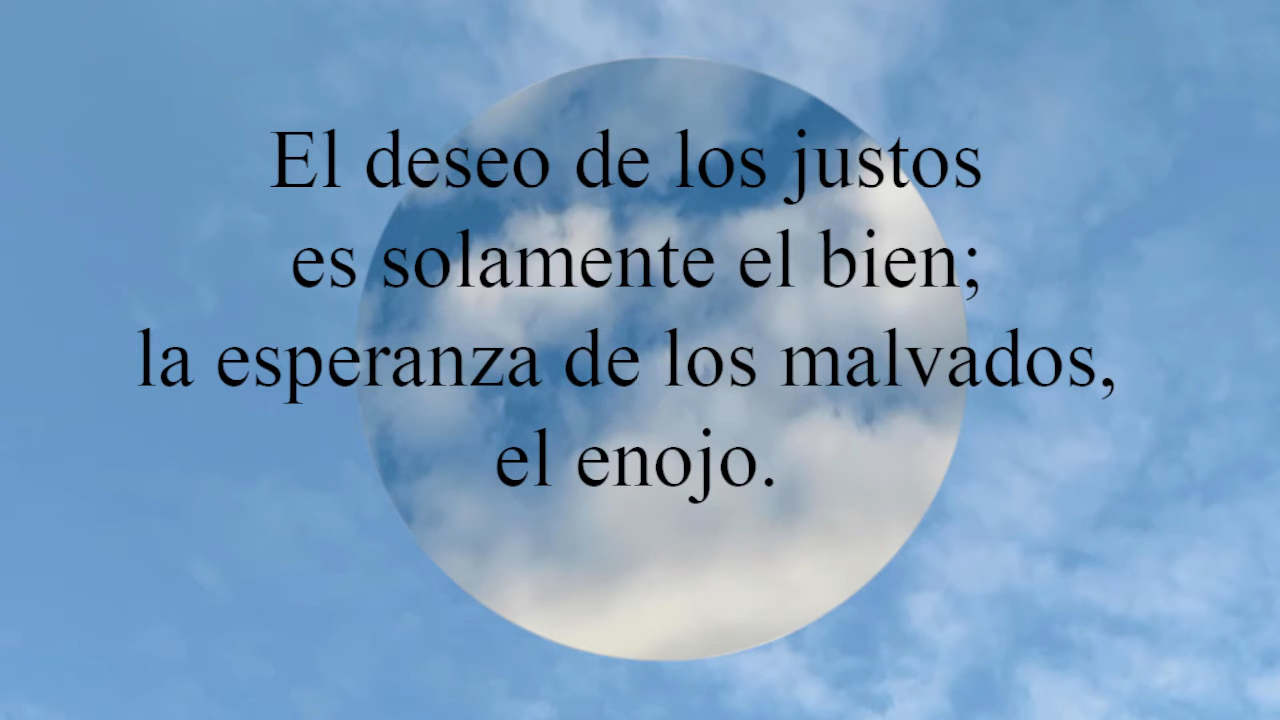 El deseo de los justos
es solamente el bien;
la esperanza de los malvados,
el enojo.